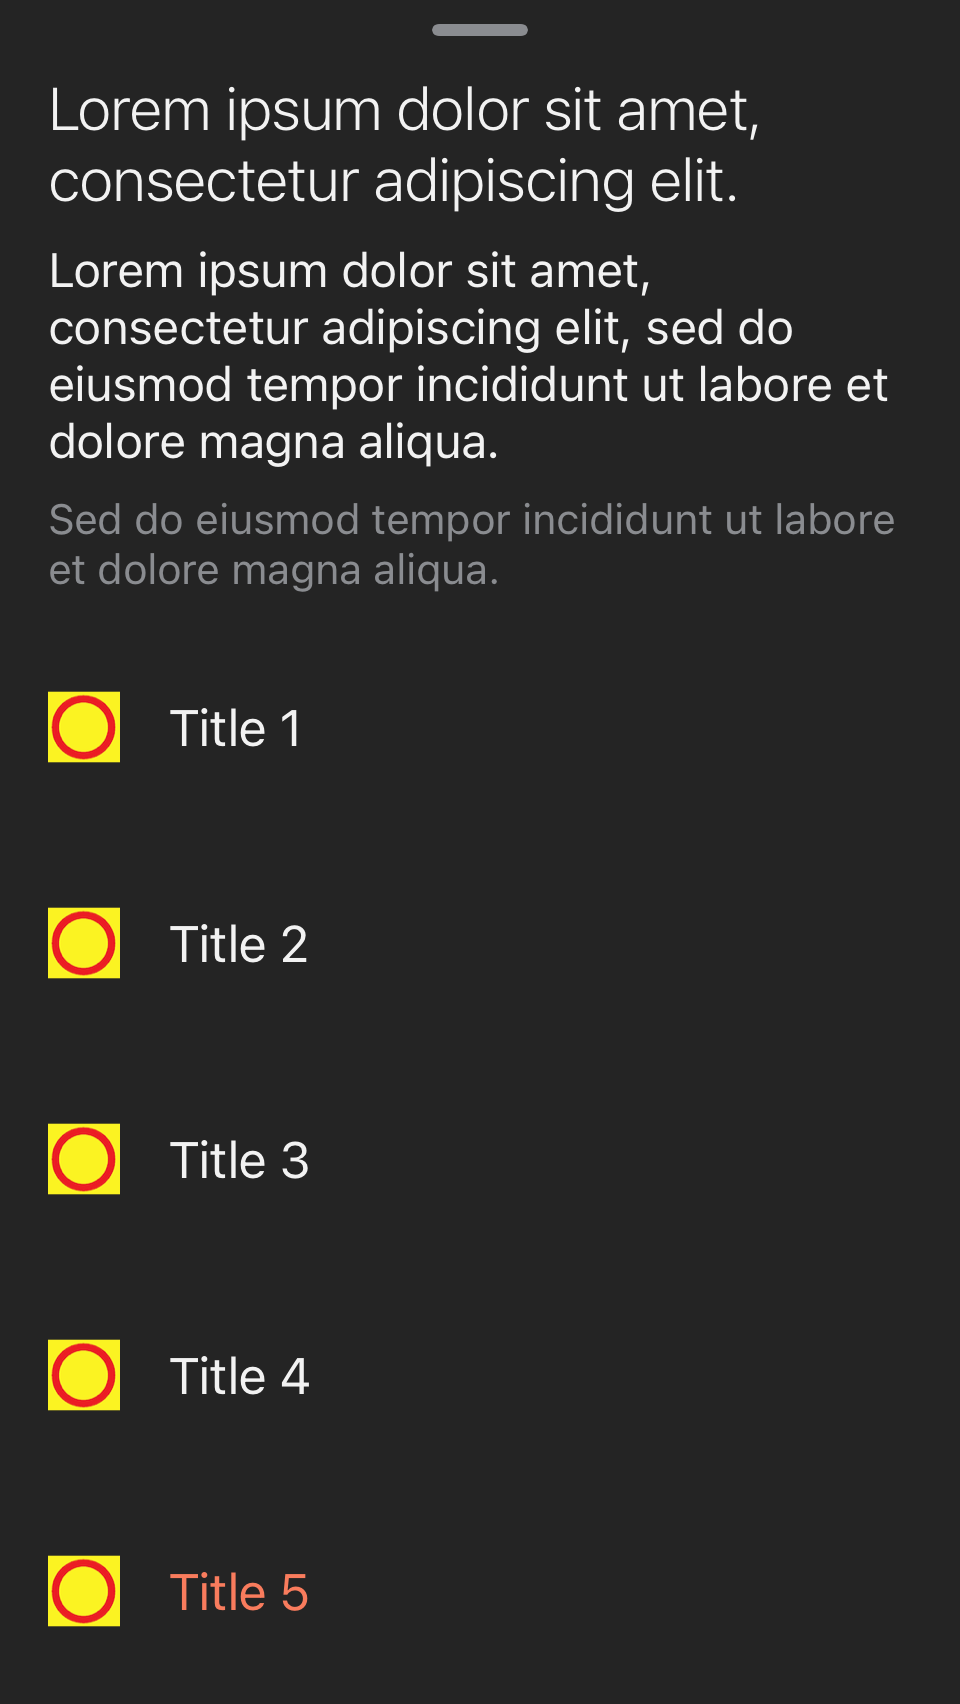 Lorem ipsum dolor sit amet,
consectetur adipiscing elit.
Lorem ipsum dolor sit amet,
consectetur adipiscing elit, sed do
eiusmod tempor incididunt ut labore et
dolore magna aliqua.
Sed do eiusmod tempor incididunt ut labore
et dolore magna aliqua.
Title 1
Title 2
Title 3
Title 4
Title 5